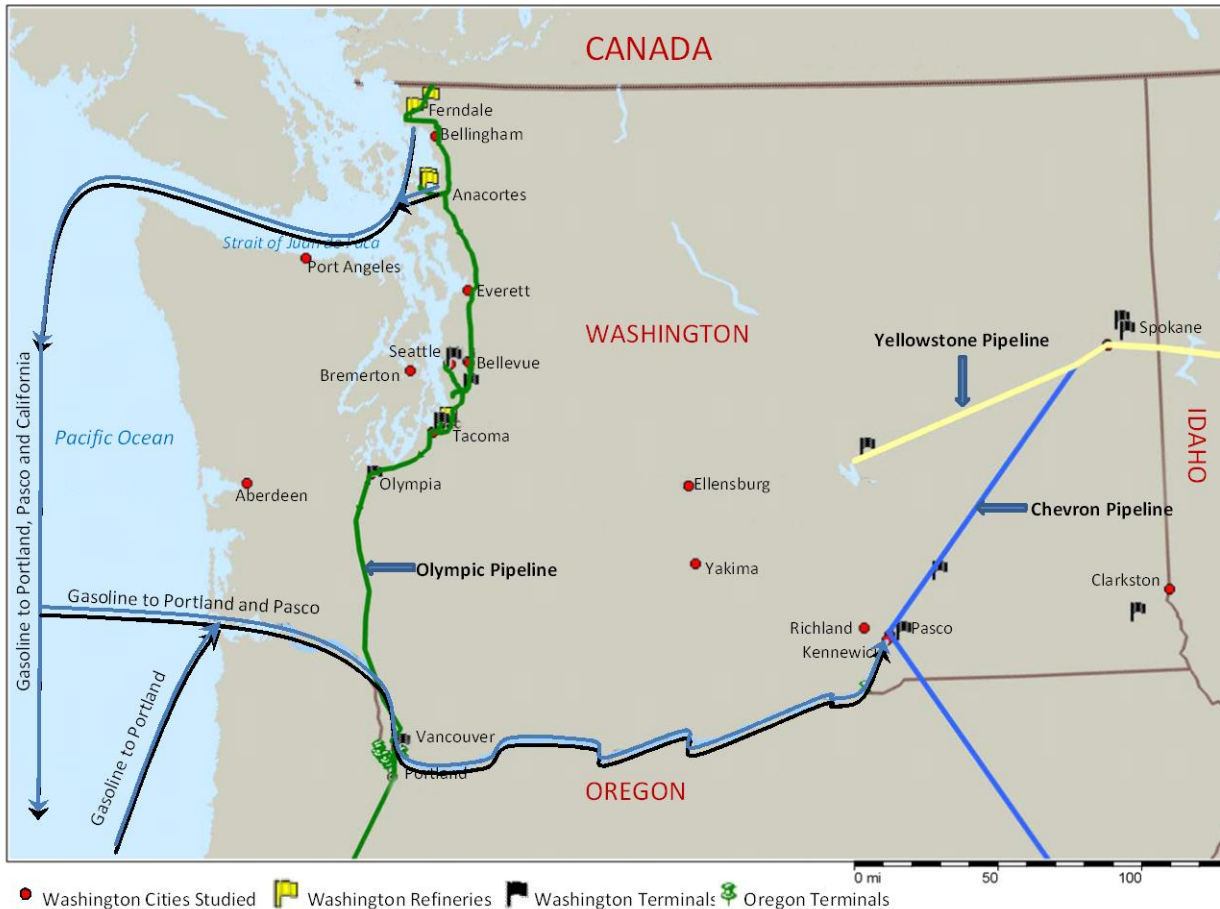 CANADA
Ferndale
Bellingham
Anacortes
Strait of Juan de Fuca
Port Angeles
Everett
WASHINGTON
Yellowstone Pipeline
Spokane
Seattle
Bellevue
Bremerton
IDAHO
Pacific Ocean
Tacoma
Olympia
Ellensburg
Aberdeen
Chevron Pipeline
Gasoline to Portland, Pasco and California
Olympic Pipeline
Yakima
Clarkston
Gasoline to Portland and Pasco
Richland
Pasco
Kennewick
Gasoline to Portland
Vancouver
Portland
OREGON
0 mi 50 100
Washington Cities Studied
Washington Refineries
Washington Terminals
Oregon Terminals